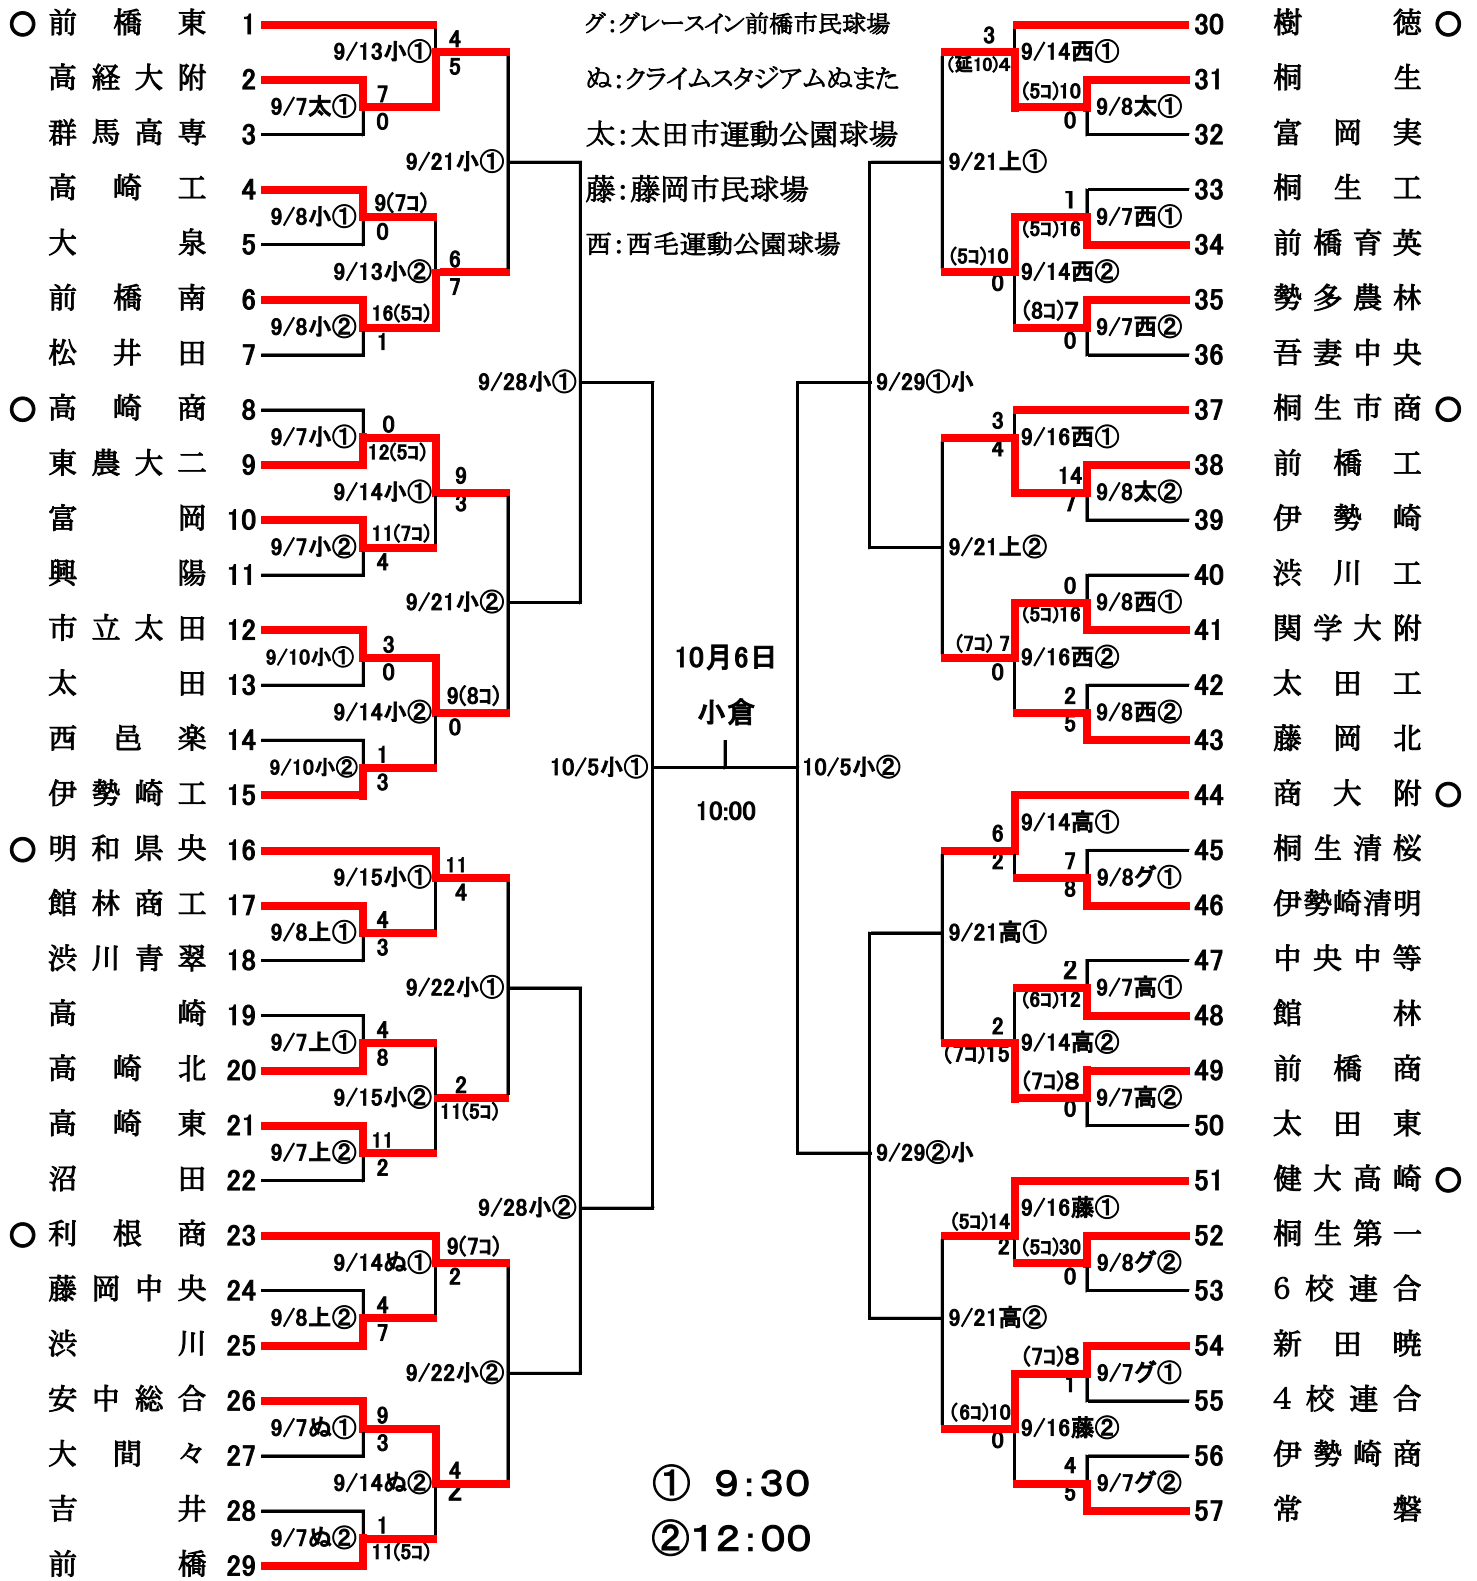 ○ 前橋東 1
高経大附 2
群馬高専 3
高崎工 4
大泉 5
前橋南 6
松井田 7
○ 高崎商 8
東農大二 9
富岡 10
興陽 11
市立太田 12
太田 13
西邑楽 14
伊勢崎工 15
○ 明和県央 16
館林商工 17
渋川青翠 18
高崎 19
高崎北 20
高崎東 21
沼田 22
○ 利根商 23
藤岡中央 24
渋川 25
安中総合 26
大間々 27
吉井 28
前橋 29
9/7太① 7 0
9/8小① 9(7コ) 0
9/8小② 16(5コ) 1
9/7小① 0 12(5コ)
9/7小② 11(7コ) 4
9/10小① 3 0
9/10小② 1 3
9/8上① 4 3
9/7上① 4 8
9/7上② 11 2
9/8上② 4 7
9/7ぬ① 9 3
9/7ぬ② 1 11(5コ)
9/13小① 4 5
9/13小② 6 7
9/14小① 9 3
9/14小② 9(8コ) 0
9/15小① 11 4
9/15小② 2 11(5コ)
9/14ぬ① 9(7コ) 2
9/14ぬ② 4 2
9/21小①
9/21小②
9/22小①
9/22小②
9/28小①
9/28小②
10/5小①
グ:グレースイン前橋市民球場
ぬ:クライムスタジアムぬまた
太:太田市運動公園球場
藤:藤岡市民球場
西:西毛運動公園球場
10月6日
小倉
10:00
① 9:30
②12:00
10/5小②
9/29①小
9/29②小
9/21上①
9/21上②
9/21高①
9/21高②
3 (延10)4 9/14西①
(5コ)10 0 9/14西②
3 4 9/16西①
(7コ) 7 0 9/16西②
6 2 9/14高①
2 (7コ)15 9/14高②
(5コ)14 2 9/16藤①
(6コ)10 0 9/16藤②
(5コ)10 0 9/8太①
1 (5コ)16 9/7西①
(8コ)7 0 9/7西②
14 7 9/8太②
0 (5コ)16 9/8西①
2 5 9/8西②
7 8 9/8グ①
2 (6コ)12 9/7高①
(7コ)8 0 9/7高②
(5コ)30 0 9/8グ②
(7コ)8 1 9/7グ①
4 5 9/7グ②
30 樹徳 ○
31 桐生
32 富岡実
33 桐生工
34 前橋育英
35 勢多農林
36 吾妻中央
37 桐生市商 ○
38 前橋工
39 伊勢崎
40 渋川工
41 関学大附
42 太田工
43 藤岡北
44 商大附 ○
45 桐生清桜
46 伊勢崎清明
47 中央中等
48 館林
49 前橋商
50 太田東
51 健大高崎 ○
52 桐生第一
53 6校連合
54 新田暁
55 4校連合
56 伊勢崎商
57 常磐